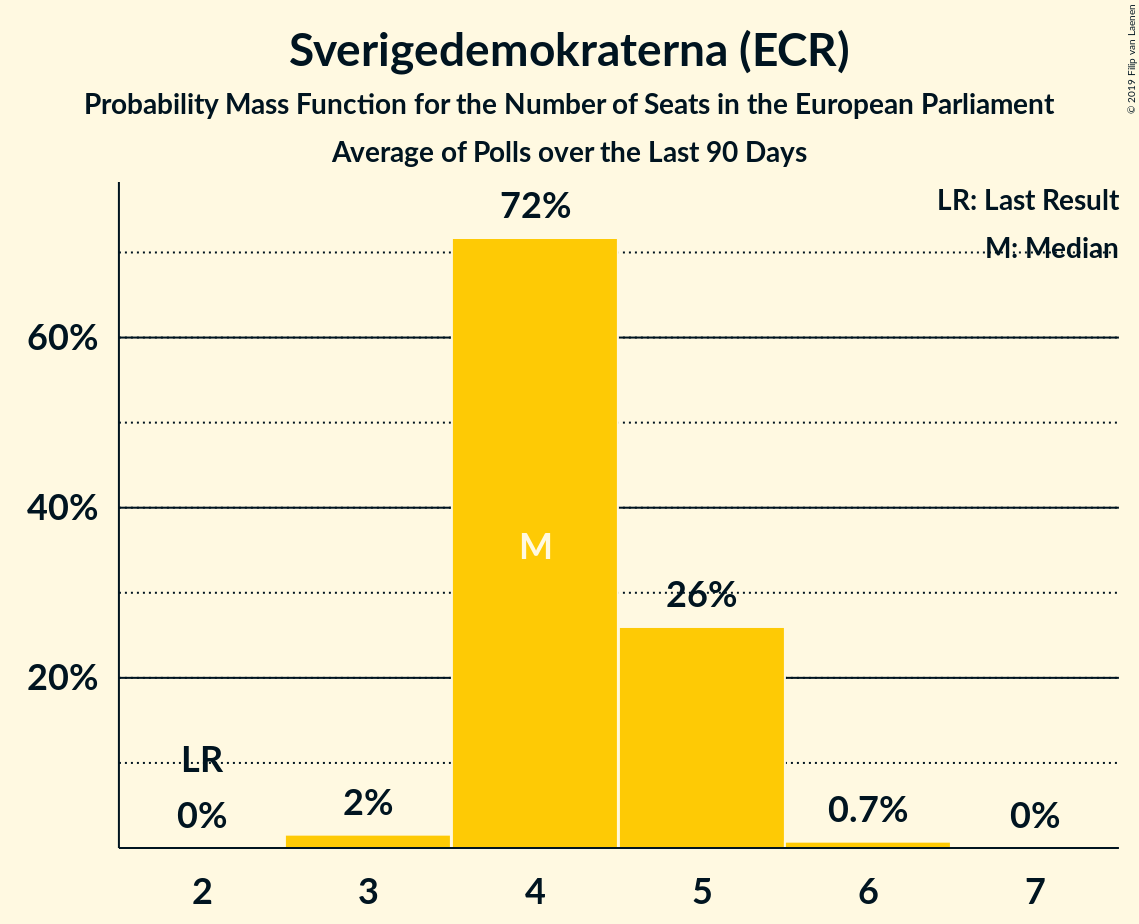 Sverigedemokraterna (ECR)
Probability Mass Function for the Number of Seats in the European Parliament
Average of Polls over the Last 90 Days
© 2019 Filip van Laenen
LR: Last Result
M: Median
72%
60%
40%
M
26%
20%
LR
0%
2%
0.7%
0%
2 3 4 5 6 7